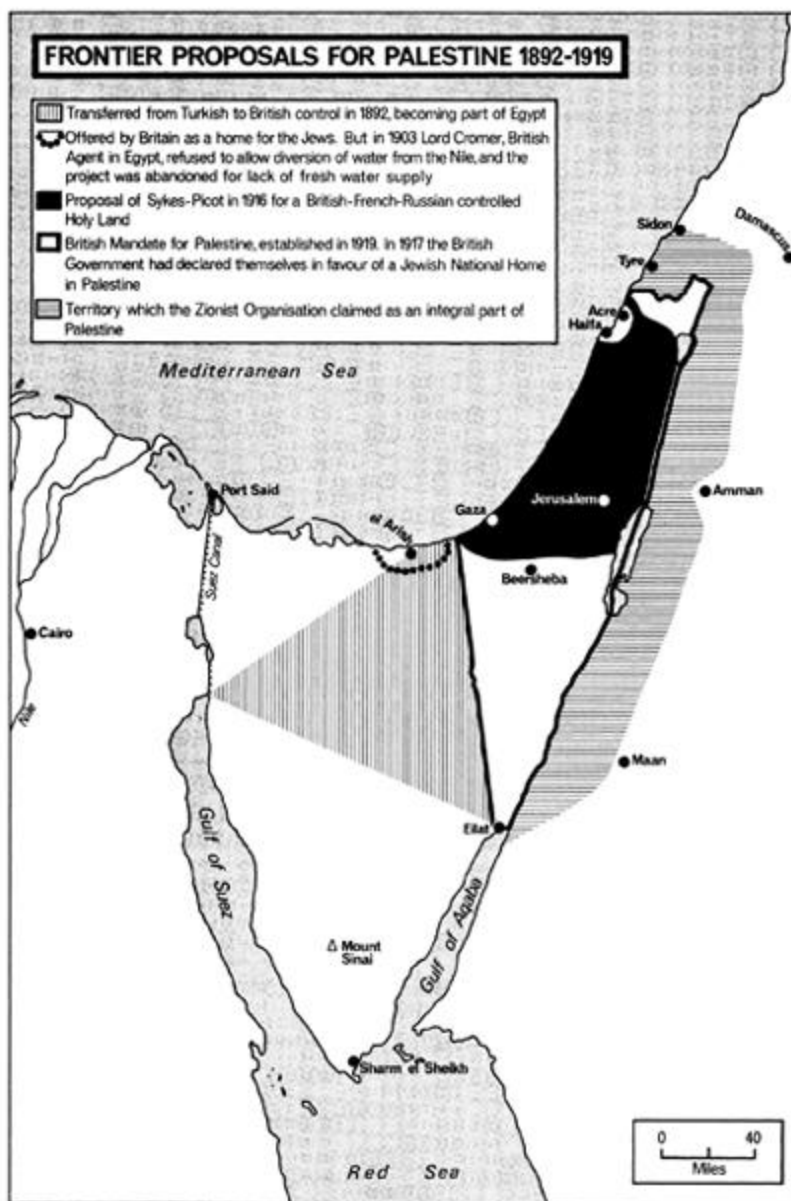 FRONTIER PROPOSALS FOR PALESTINE 1892-1919
Transferred from Turkish to British control in 1892, becoming part of Egypt
Offered by Britain as a home for the Jews. But in 1903 Lord Cromer, British
Agent in Egypt, refused to allow diversion of water from the Nile, and the
project was abandoned for lack of fresh water supply
Proposal of Sykes-Picot in 1916 for a British-French-Russian controlled
Holy Land
British Mandate for Palestine, established in 1919. In 1917 the British
Government had declared themselves in favour of a Jewish National Home
in Palestine
Territory which the Zionist Organisation claimed as an integral part of
Palestine
Sidon
Damascus
Tyre
Acre
Haifa
Mediterranean Sea
Port Said
Gaza
Jerusalem
Amman
el Arish
Suez Canal
Beersheba
Cairo
Nile
Maan
Eilat
Gulf of Suez
Gulf of Aqaba
Mount
Sinai
Sharm el Sheikh
Red Sea
0 40
Miles